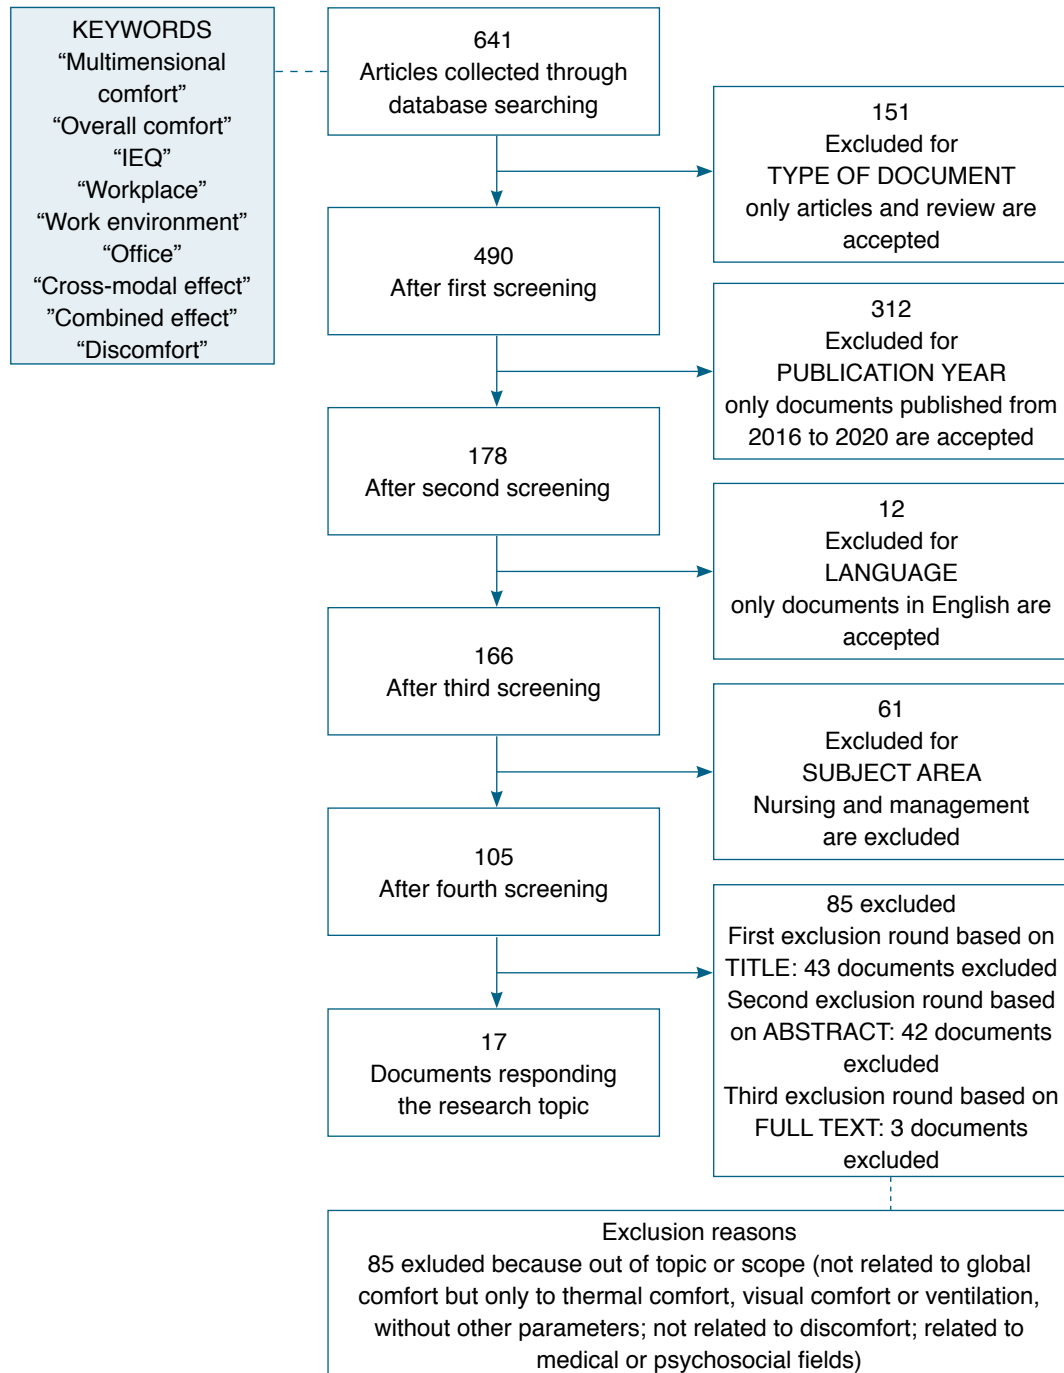 KEYWORDS
“Multimensional
comfort”
“Overall comfort”
“IEQ”
“Workplace”
“Work environment”
“Office”
“Cross-modal effect”
”Combined effect”
“Discomfort”
641
Articles collected through
database searching
151
Excluded for
TYPE OF DOCUMENT
only articles and review are
accepted
490
After first screening
312
Excluded for
PUBLICATION YEAR
only documents published from
2016 to 2020 are accepted
178
After second screening
12
Excluded for
LANGUAGE
only documents in English are
accepted
166
After third screening
61
Excluded for
SUBJECT AREA
Nursing and management
are excluded
105
After fourth screening
85 excluded
First exclusion round based on
TITLE: 43 documents excluded
Second exclusion round based
on ABSTRACT: 42 documents
excluded
Third exclusion round based on
FULL TEXT: 3 documents
excluded
17
Documents responding
the research topic
Exclusion reasons
85 exluded because out of topic or scope (not related to global
comfort but only to thermal comfort, visual comfort or ventilation,
without other parameters; not related to discomfort; related to
medical or psychosocial fields)